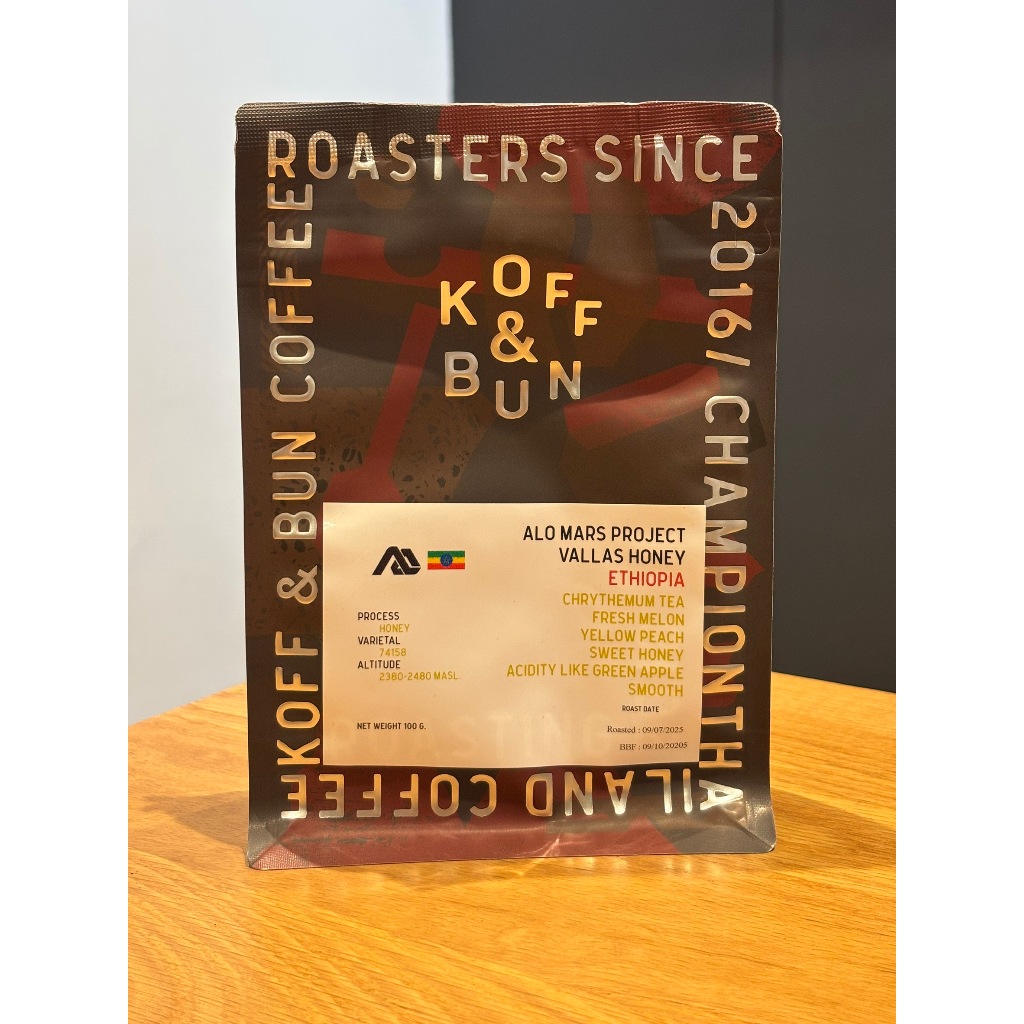 KOFF & BUN COFFEE
ROASTERS SINCE
2016/ CHAMPIONTHA
ILAND COFFEE
KOFF
&
BUN
ALO MARS PROJECT
VALLAS HONEY
ETHIOPIA
CHRYTHEMUM TEA
FRESH MELON
YELLOW PEACH
SWEET HONEY
ACIDITY LIKE GREEN APPLE
SMOOTH
PROCESS
HONEY
VARIETAL
74158
ALTITUDE
2380-2480 MASL.
NET WEIGHT 100 G.
ROAST DATE
Roasted : 09/07/2025
BBF : 09/10/20205